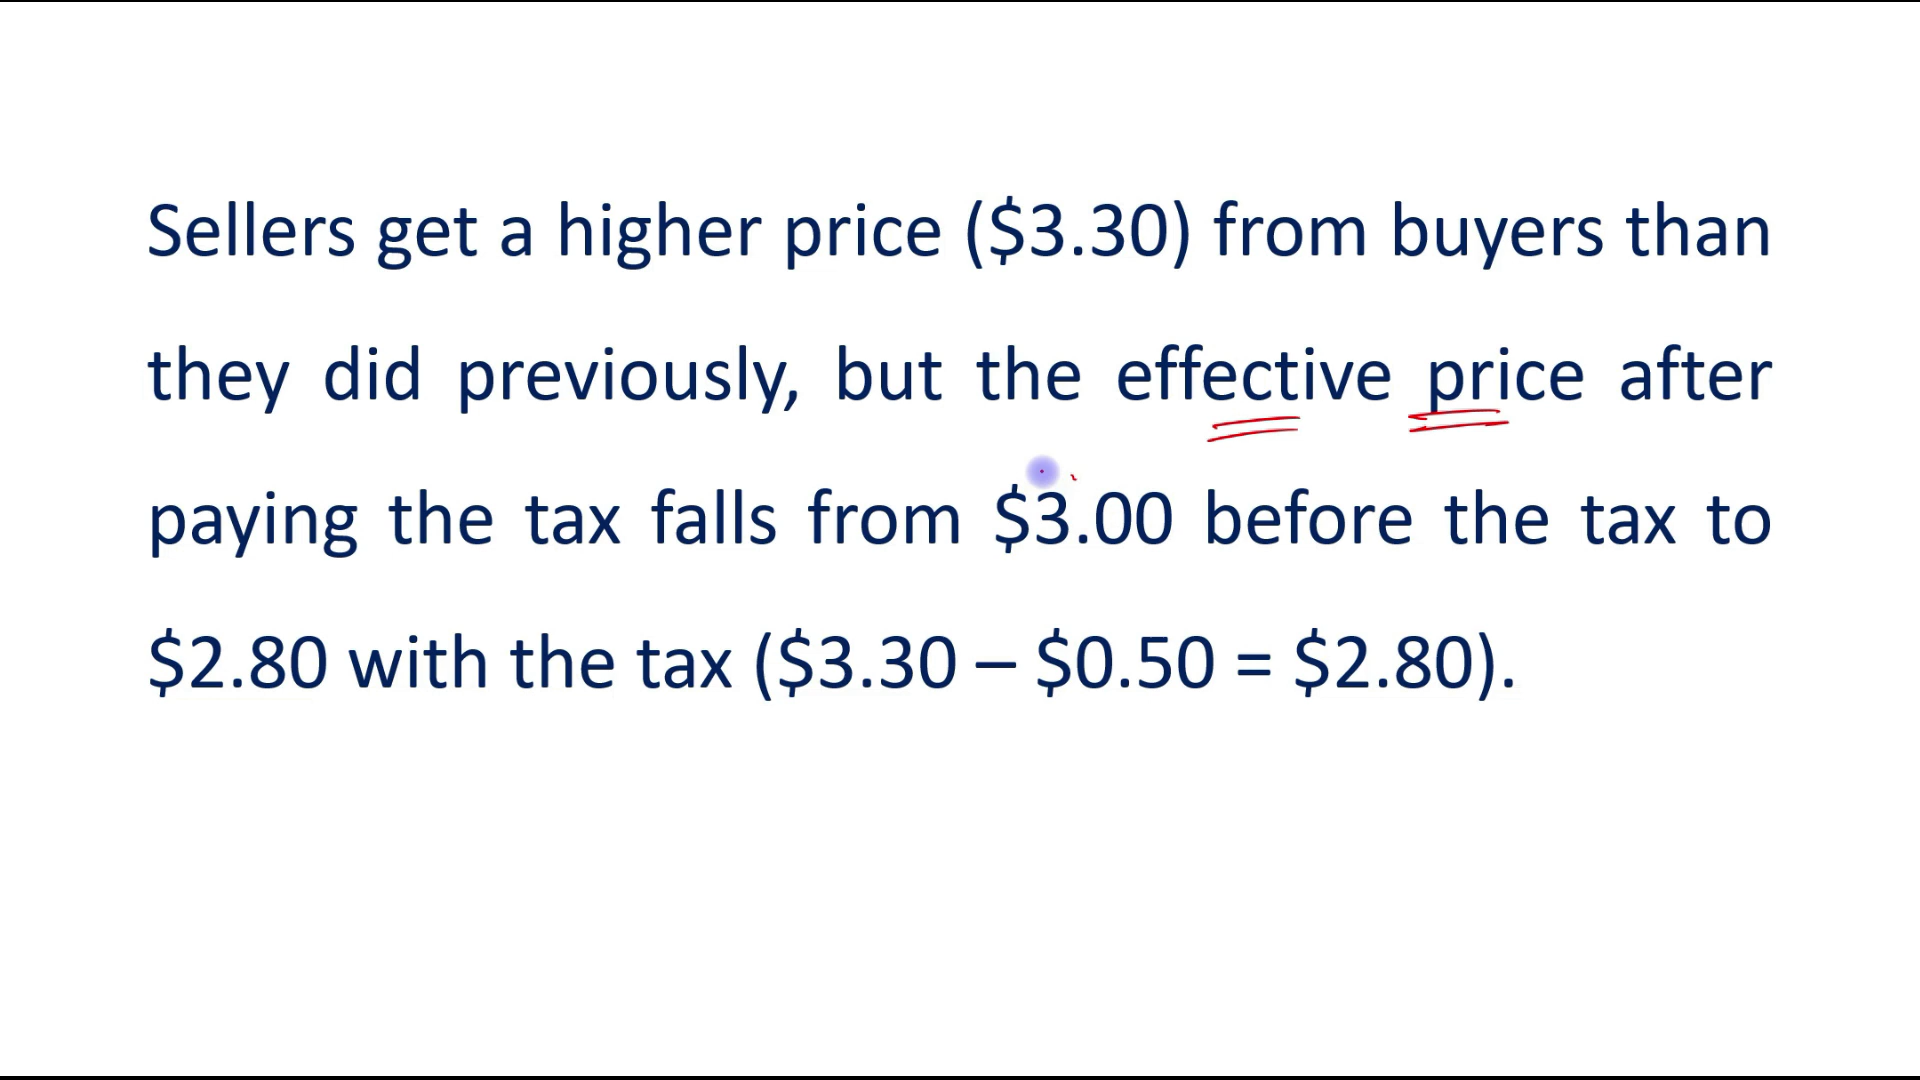 Sellers get a higher price ($3.30) from buyers than
they did previously, but the effective price after
paying the tax falls from $3.00 before the tax to
$2.80 with the tax ($3.30 – $0.50 = $2.80).